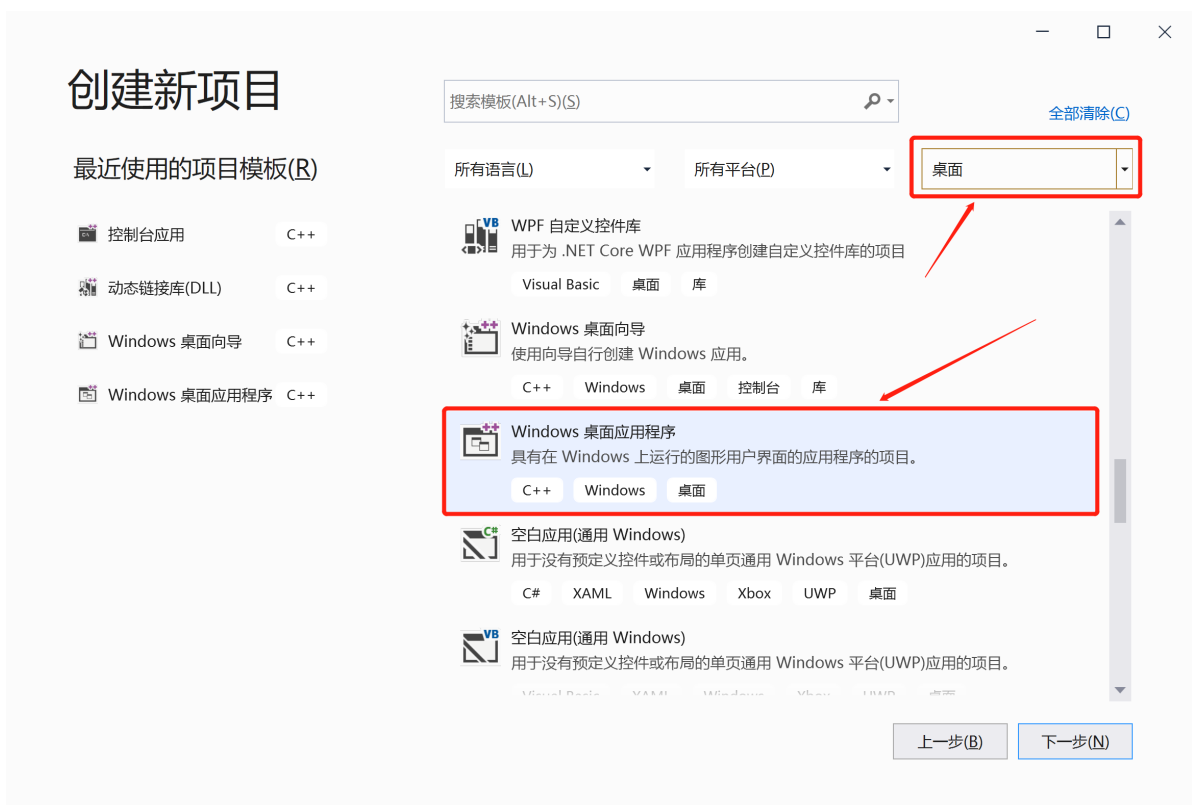 创建新项目
搜索模板(Alt+S)(S)
全部清除(C)
最近使用的项目模板(R)
所有语言(L)
所有平台(P)
桌面
控制台应用 C++
动态链接库(DLL) C++
Windows 桌面向导 C++
Windows 桌面应用程序 C++
VB
WPF 自定义控件库
用于为 .NET Core WPF 应用程序创建自定义控件库的项目
Visual Basic 桌面 库
Windows 桌面向导
使用向导自行创建 Windows 应用。
C++ Windows 桌面 控制台 库
Windows 桌面应用程序
具有在 Windows 上运行的图形用户界面的应用程序的项目。
C++ Windows 桌面
C#
空白应用(通用 Windows)
用于没有预定义控件或布局的单页通用 Windows 平台(UWP)应用的项目。
C# XAML Windows Xbox UWP 桌面
VB
空白应用(通用 Windows)
用于没有预定义控件或布局的单页通用 Windows 平台(UWP)应用的项目。
Visual Basic XAML Windows Xbox UWP 桌面
上一步(B)
下一步(N)